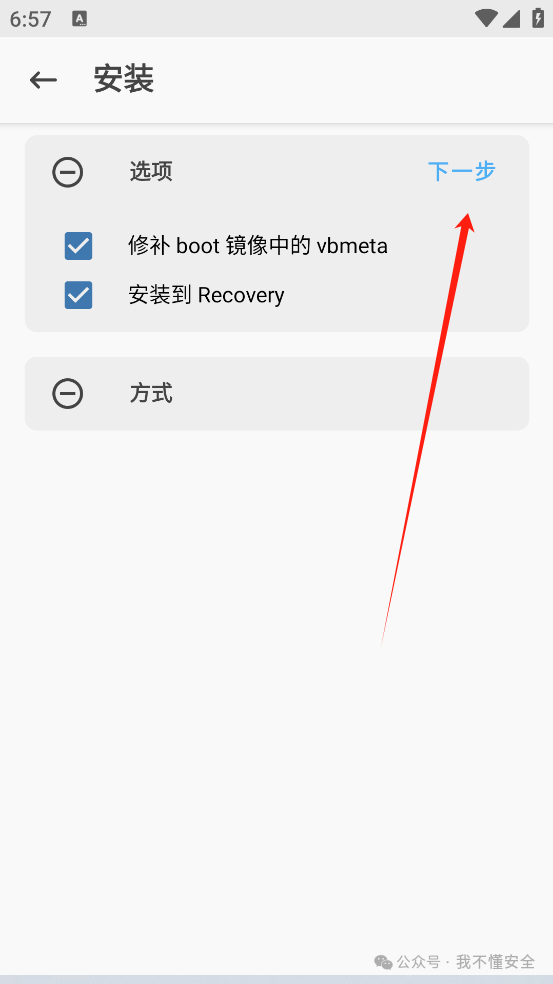 6:57
安装
选项
下一步
修补 boot 镜像中的 vbmeta
安装到 Recovery
方式
公众号 · 我不懂安全